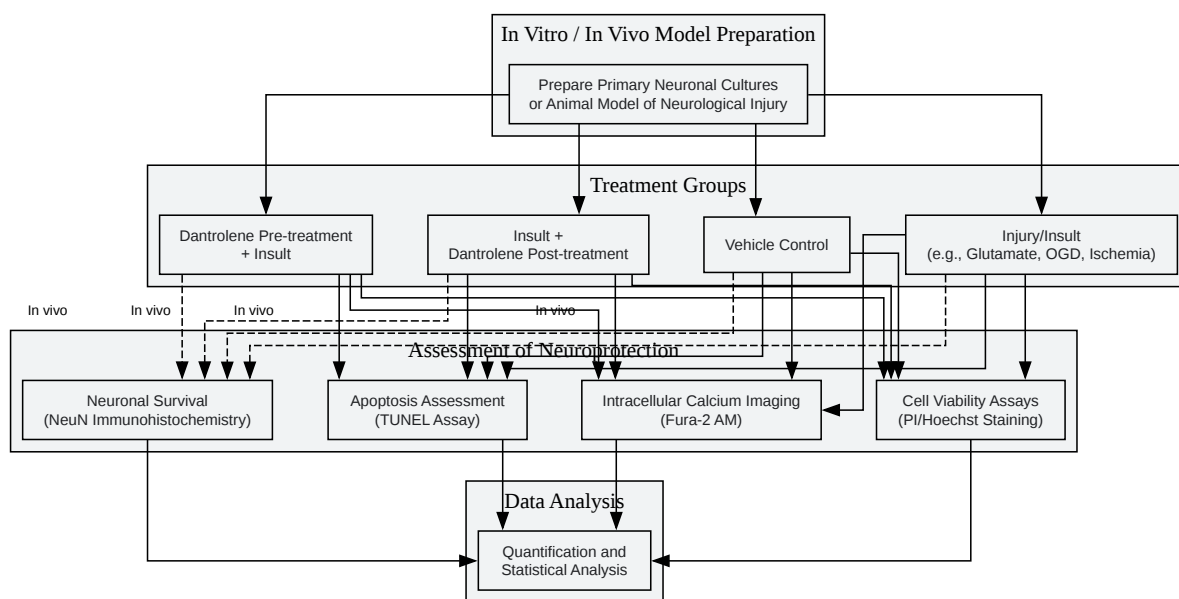 In Vitro / In Vivo Model Preparation
Prepare Primary Neuronal Cultures
or Animal Model of Neurological Injury
Treatment Groups
Dantrolene Pre-treatment
+ Insult
Insult +
Dantrolene Post-treatment
Vehicle Control
Injury/Insult
(e.g., Glutamate, OGD, Ischemia)
In vivo
In vivo
In vivo
In vivo
Assessment of Neuroprotection
Neuronal Survival
(NeuN Immunohistochemistry)
Apoptosis Assessment
(TUNEL Assay)
Intracellular Calcium Imaging
(Fura-2 AM)
Cell Viability Assays
(PI/Hoechst Staining)
Data Analysis
Quantification and
Statistical Analysis